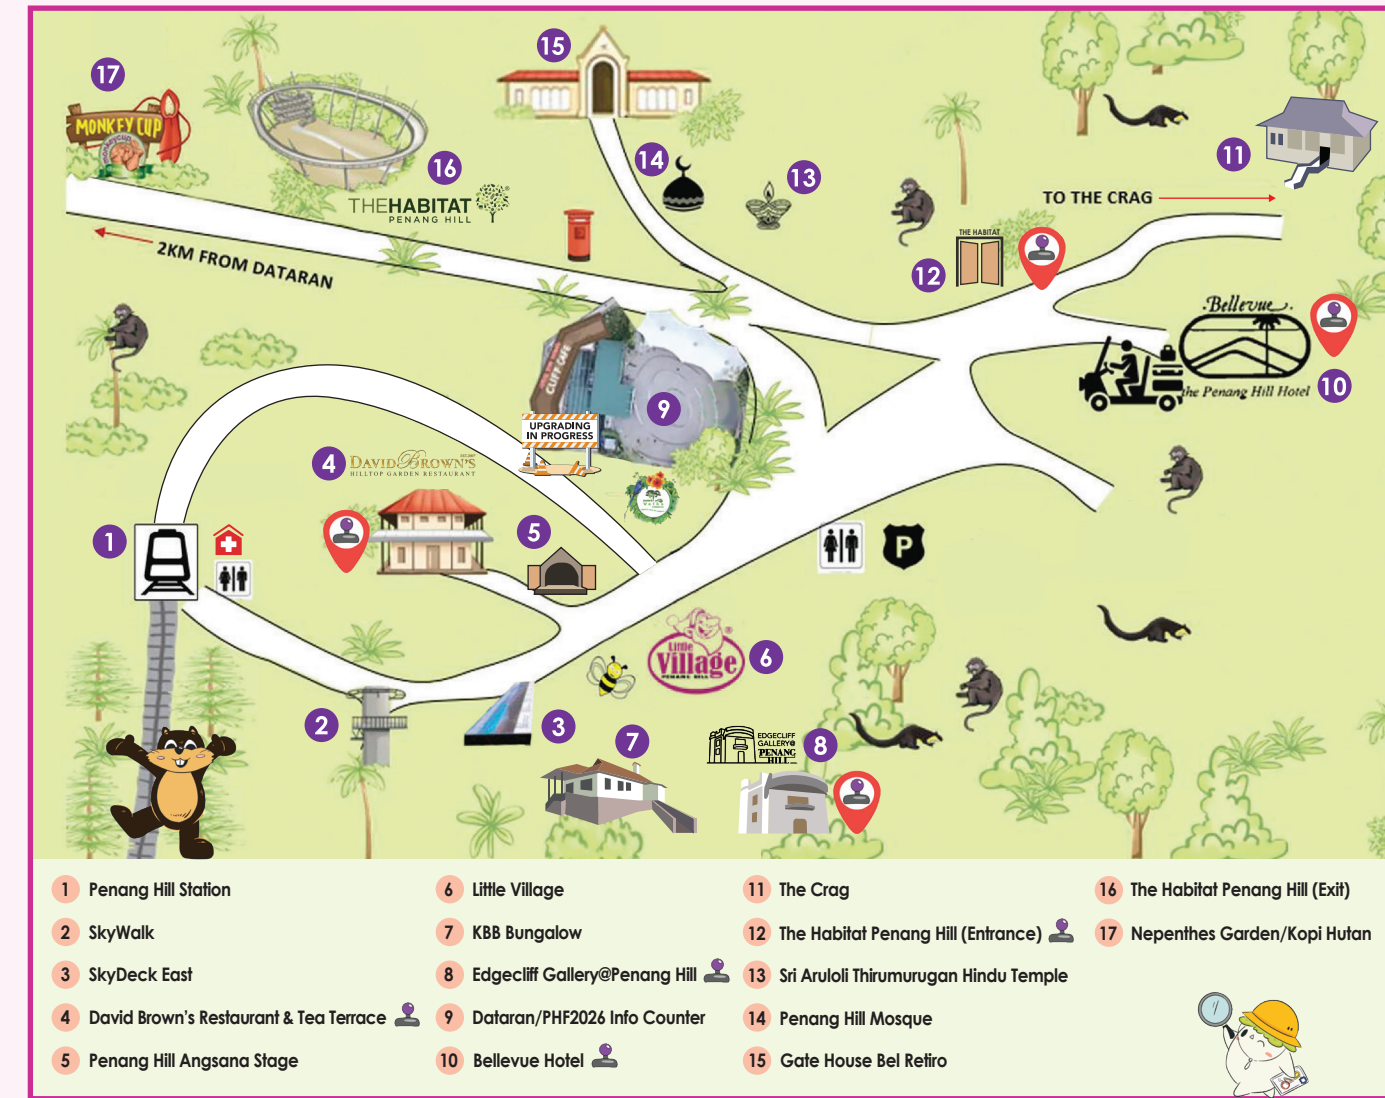 15
17
MONKEY CUP
monkeycup
16
THE HABITAT
PENANG HILL
14
13
11
TO THE CRAG
THE HABITAT
12
2KM FROM DATARAN
Bellevue
the Penang Hill Hotel
10
CLIFF CAFE
9
UPGRADING
IN PROGRESS
4
DAVID BROWN'S
HILLTOP GARDEN RESTAURANT
1
5
P
Little
Village
PENANG HILL
6
2
3
7
EDGECLIFF
GALLERY@
PENANG
HILL
8
1 Penang Hill Station
2 SkyWalk
3 SkyDeck East
4 David Brown's Restaurant & Tea Terrace
5 Penang Hill Angsana Stage
6 Little Village
7 KBB Bungalow
8 Edgecliff Gallery@Penang Hill
9 Dataran/PHF2026 Info Counter
10 Bellevue Hotel
11 The Crag
12 The Habitat Penang Hill (Entrance)
13 Sri Aruloli Thirumurugan Hindu Temple
14 Penang Hill Mosque
15 Gate House Bel Retiro
16 The Habitat Penang Hill (Exit)
17 Nepenthes Garden/Kopi Hutan